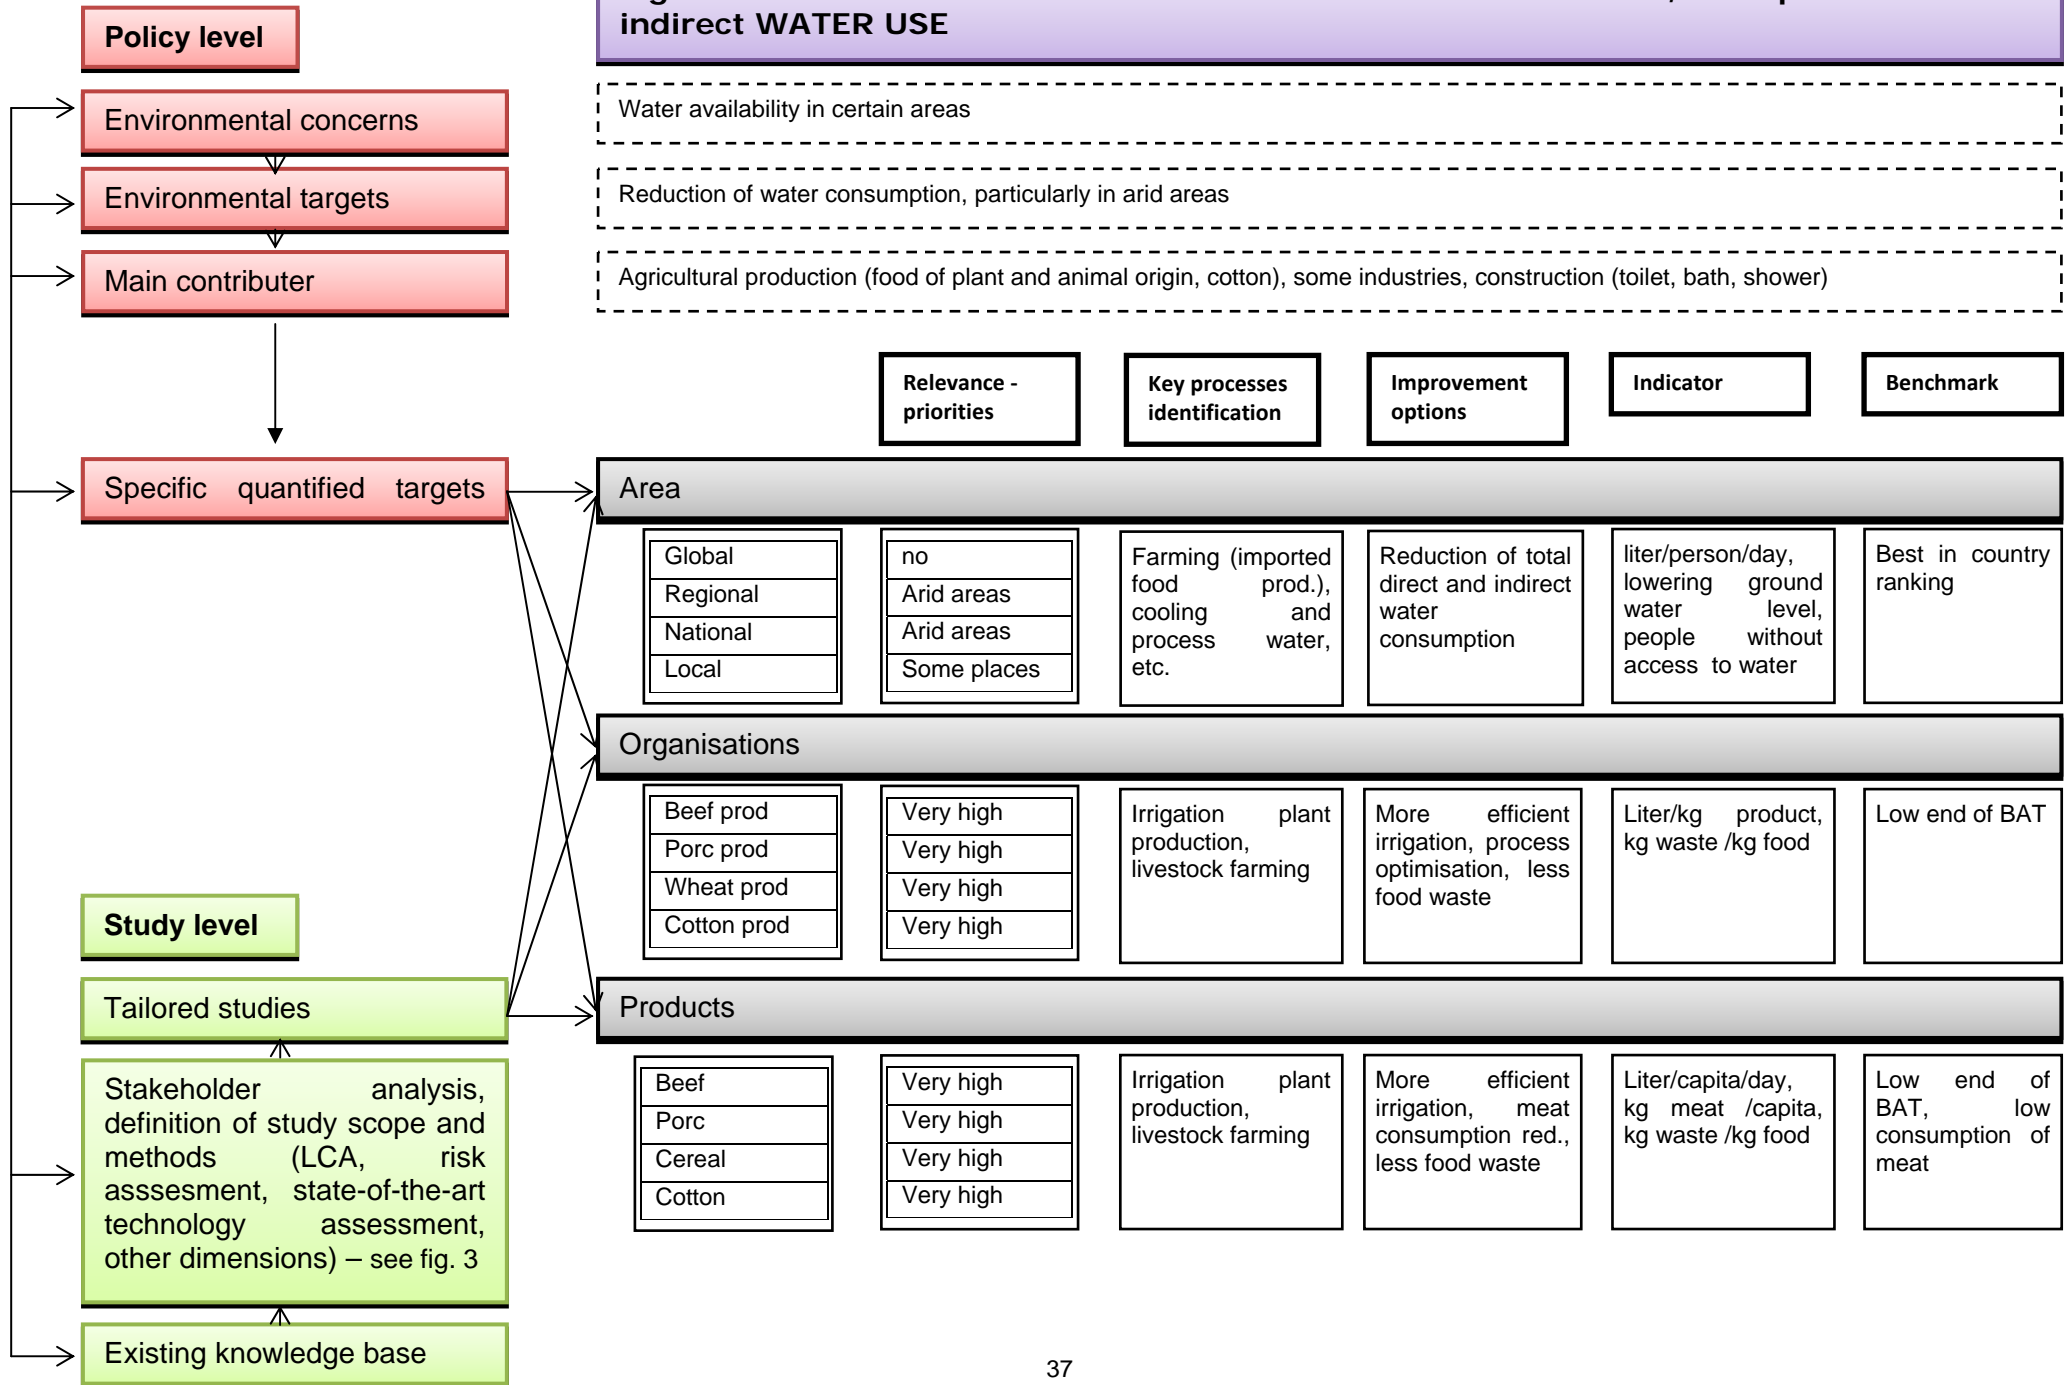 indirect WATER USE
Policy level
Environmental concerns
Water availability in certain areas
Environmental targets
Reduction of water consumption, particularly in arid areas
Main contributer
Agricultural production (food of plant and animal origin, cotton), some industries, construction (toilet, bath, shower)
Relevance -
priorities
Key processes
identification
Improvement
options
Indicator
Benchmark
Specific quantified targets
Area
Global
Regional
National
Local
no
Arid areas
Arid areas
Some places
Farming (imported
food prod.),
cooling and
process water,
etc.
Reduction of total
direct and indirect
water
consumption
liter/person/day,
lowering ground
water level,
people without
access to water
Best in country
ranking
Organisations
Beef prod
Porc prod
Wheat prod
Cotton prod
Very high
Very high
Very high
Very high
Irrigation plant
production,
livestock farming
More efficient
irrigation, process
optimisation, less
food waste
Liter/kg product,
kg waste /kg food
Low end of BAT
Study level
Tailored studies
Products
Stakeholder analysis,
definition of study scope and
methods (LCA, risk
asssesment, state-of-the-art
technology assessment,
other dimensions) – see fig. 3
Beef
Porc
Cereal
Cotton
Very high
Very high
Very high
Very high
Irrigation plant
production,
livestock farming
More efficient
irrigation, meat
consumption red.,
less food waste
Liter/capita/day,
kg meat /capita,
kg waste /kg food
Low end of
BAT, low
consumption of
meat
Existing knowledge base
37